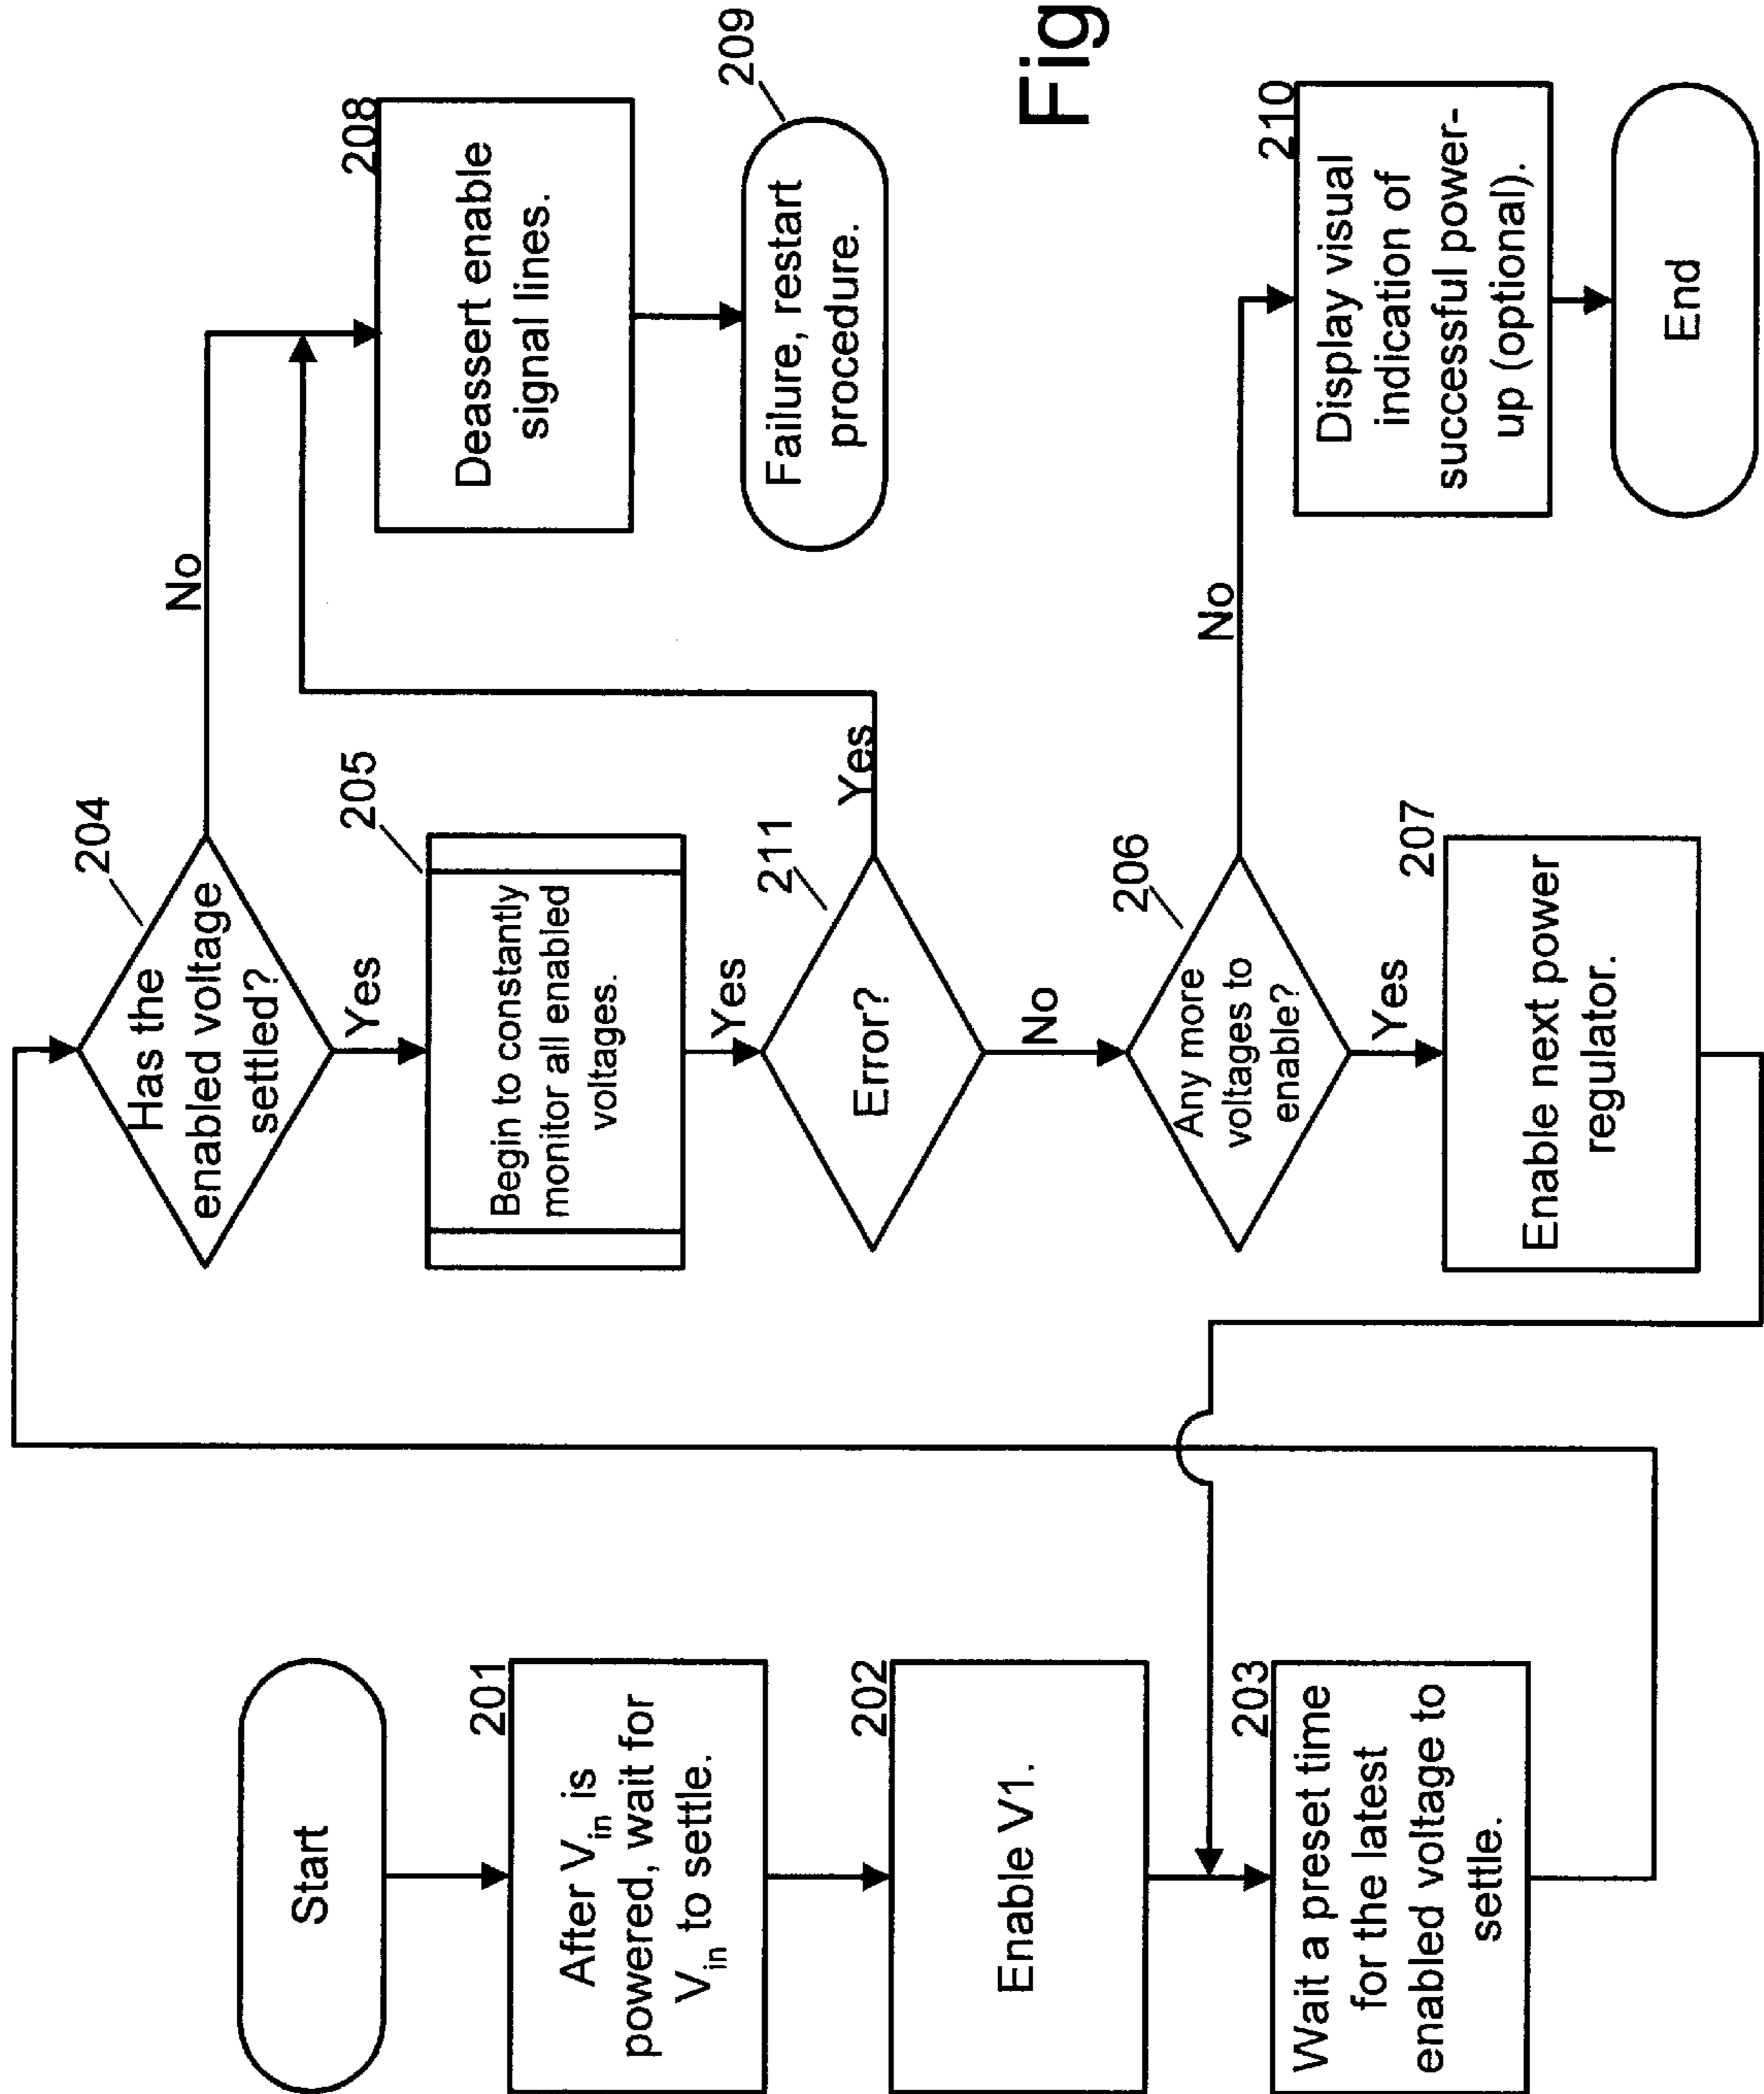 Start
201
After Vin is
powered, wait for
Vin to settle.
202
Enable V1.
203
Wait a preset time
for the latest
enabled voltage to
settle.
204
Has the
enabled voltage
settled?
No
Yes
205
Begin to constantly
monitor all enabled
voltages.
Yes
211
Error?
Yes
No
206
Any more
voltages to
enable?
No
Yes
207
Enable next power
regulator.
208
Deassert enable
signal lines.
209
Failure, restart
procedure.
210
Display visual
indication of
successful power-
up (optional).
End
Fig